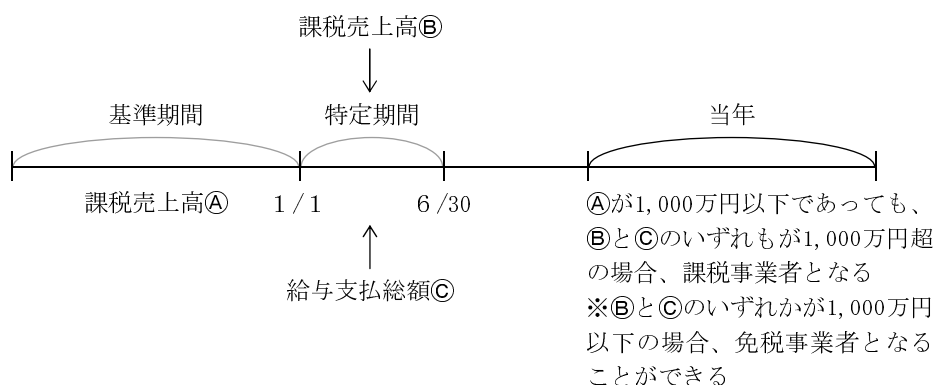 課税売上高Ⓑ
基準期間
特定期間
当年
課税売上高Ⓐ
1/1
6/30
給与支払総額Ⓒ
Ⓐが1,000万円以下であっても、
ⒷとⒸのいずれもが1,000万円超
の場合、課税事業者となる
※ⒷとⒸのいずれかが1,000万円
以下の場合、免税事業者となる
ことができる